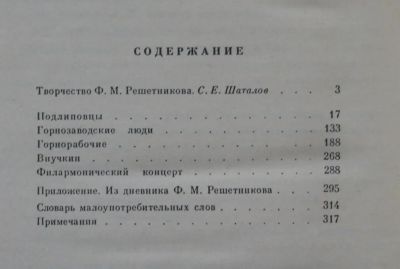 СОДЕРЖАНИЕ
Творчество Ф. М. Решетникова. С. Е. Шаталов . . . 3
Подлиповцы . . . . . . . . . . . 17
Горнозаводские люди . . . . . . . . 133
Горнорабочие . . . . . . . . . . 188
Внучкин . . . . . . . . . . . 268
Филармонический концерт . . . . . . . 288
Приложение. Из дневника Ф. М. Решетникова . . . 295
Словарь малоупотребительных слов . . . . . 314
Примечания . . . . . . . . . . . 317